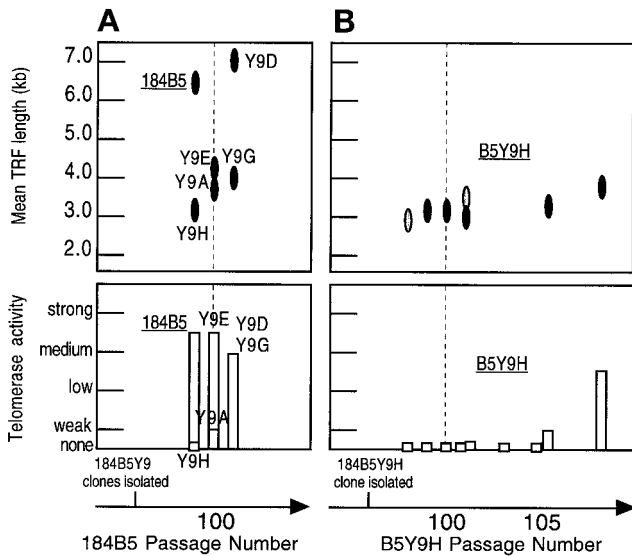 A
B
Mean TRF length (kb)
7.0
6.0
5.0
4.0
3.0
2.0
184B5
Y9D
Y9E
Y9G
Y9A
Y9H
B5Y9H
Telomerase activity
strong
medium
low
weak
none
184B5
Y9E
Y9D
Y9G
Y9A
Y9H
B5Y9H
184B5Y9
clones isolated
184B5Y9H
clone isolated
100
100
105
184B5 Passage Number
B5Y9H Passage Number